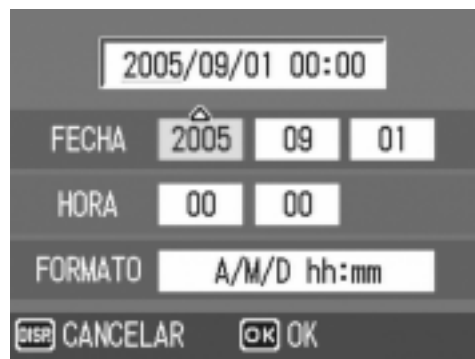 2005/09/01 00:00
FECHA 2005 09 01
HORA 00 00
FORMATO A/M/D hh:mm
DISP. CANCELAR OK OK